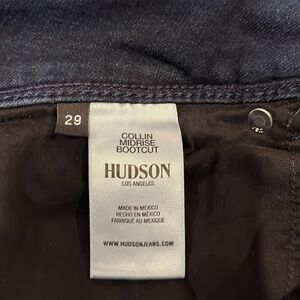 29
COLLIN
MIDRISE
BOOTCUT
HUDSON
LOS ANGELES
MADE IN MEXICO
HECHO EN MÉXICO
FABRIQUÉ AU MEXIQUE
WWW.HUDSONJEANS.COM